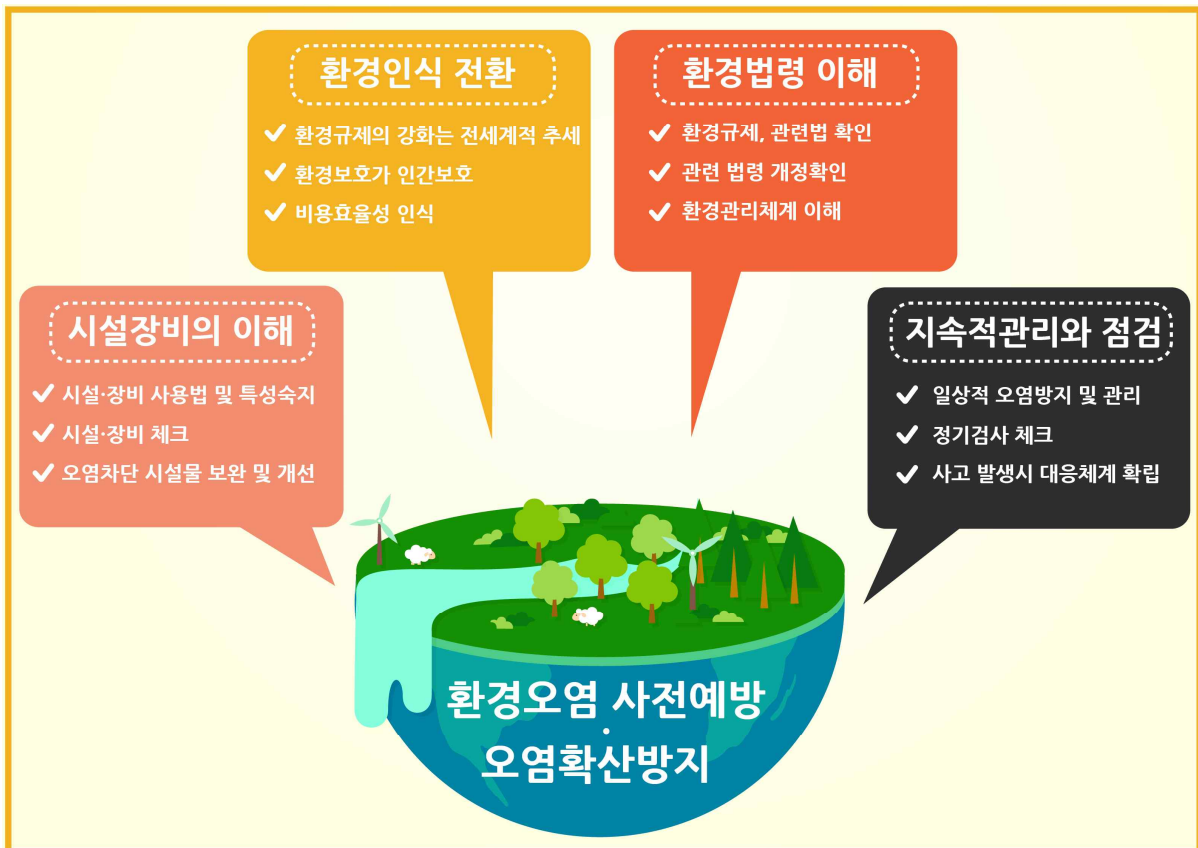 환경인식 전환
환경규제의 강화는 전세계적 추세
환경보호가 인간보호
비용효율성 인식
환경법령 이해
환경규제, 관련법 확인
관련 법령 개정확인
환경관리체계 이해
시설장비의 이해
시설·장비 사용법 및 특성숙지
시설·장비 체크
오염차단 시설물 보완 및 개선
지속적관리와 점검
일상적 오염방지 및 관리
정기검사 체크
사고 발생시 대응체계 확립
환경오염 사전예방
·
오염확산방지